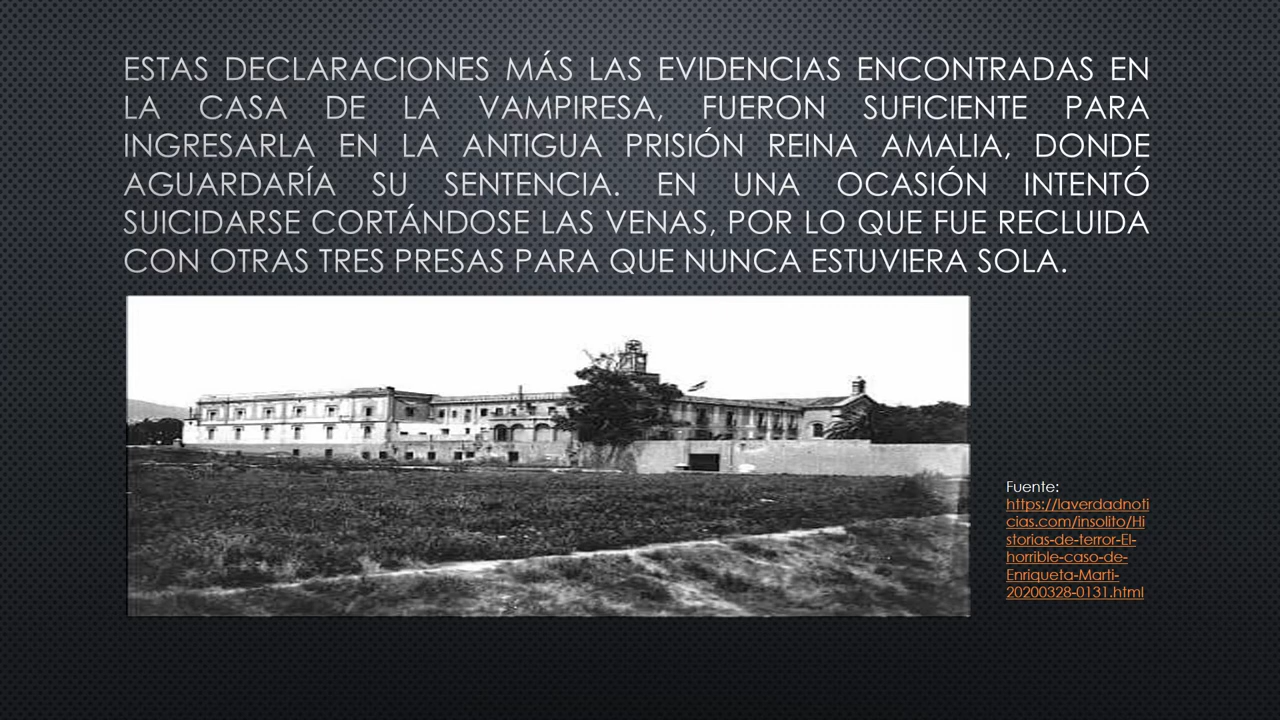 ESTAS DECLARACIONES MÁS LAS EVIDENCIAS ENCONTRADAS EN
LA CASA DE LA VAMPIRESA, FUERON SUFICIENTE PARA
INGRESARLA EN LA ANTIGUA PRISIÓN REINA AMALIA, DONDE
AGUARDARÍA SU SENTENCIA. EN UNA OCASIÓN INTENTÓ
SUICIDARSE CORTÁNDOSE LAS VENAS, POR LO QUE FUE RECLUIDA
CON OTRAS TRES PRESAS PARA QUE NUNCA ESTUVIERA SOLA.
Fuente:
https://laverdadnoti
cias.com/insolito/Hi
storias-de-terror-El-
horrible-caso-de-
Enriqueta-Marti-
20200328-0131.html